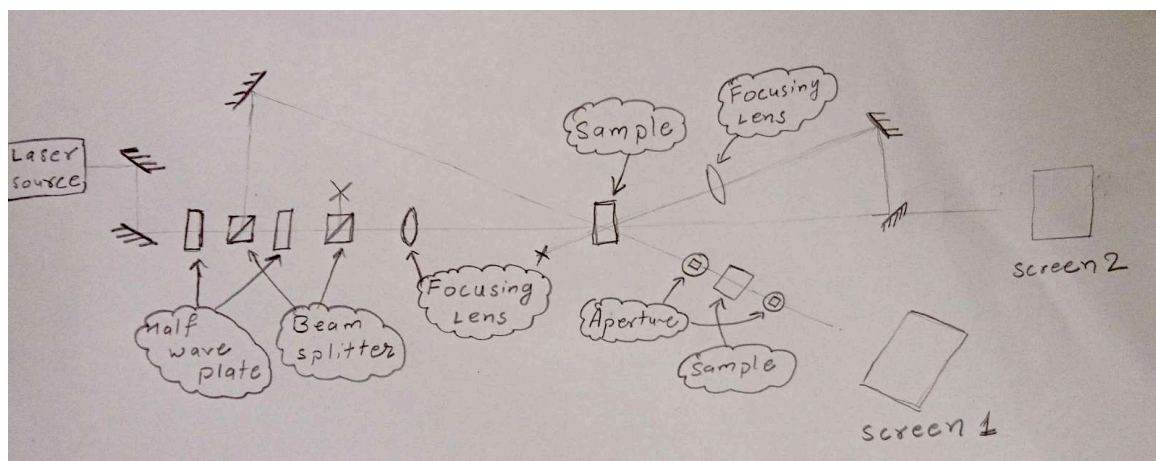 Laser
source
Sample
Focusing
Lens
Focusing
Lens
Half
wave
plate
Beam
splitter
Aperture
Sample
screen 2
screen 1